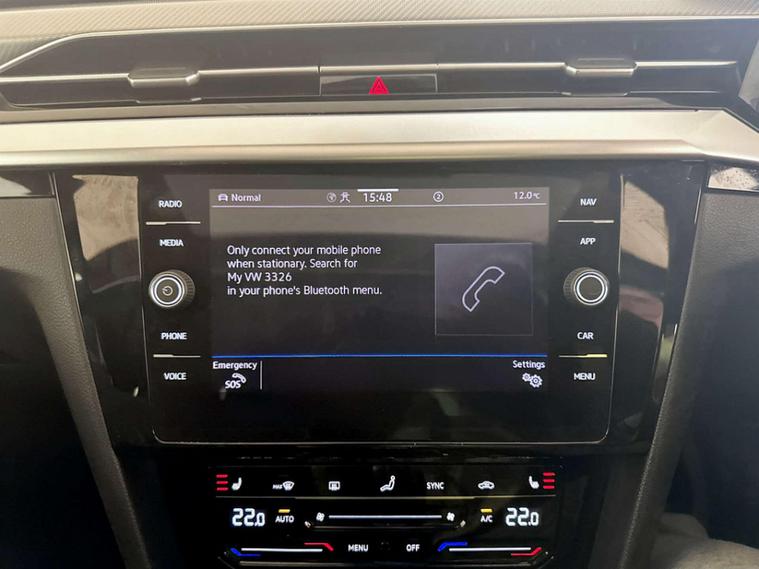 RADIO
MEDIA
PHONE
VOICE
Normal
15:48
2
12.0°C
Only connect your mobile phone
when stationary. Search for
My VW 3326
in your phone's Bluetooth menu.
Emergency
SOS
Settings
NAV
APP
CAR
MENU
MAX
SYNC
22.0
AUTO
A/C
22.0
MENU
OFF